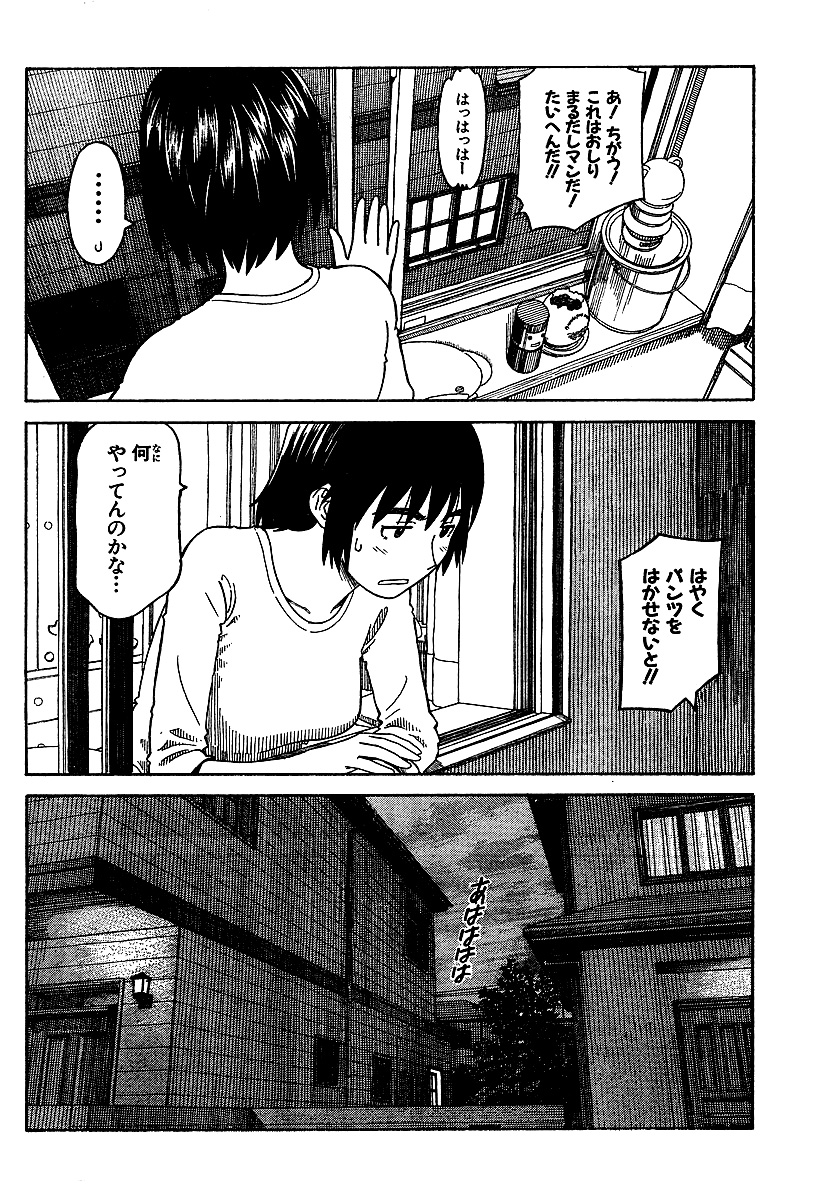 あ！ちがう！
これはおしり
まるだしマンだ！
たいへんだ!!
はっはっはー
・・・・・・
はやく
パンツを
はかせないと!!
何
なに
やってんのかな…
あはははは